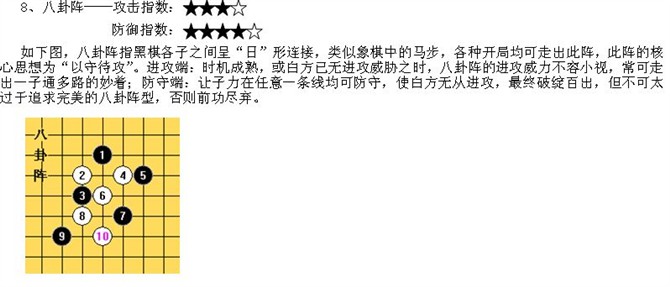 8、八卦阵——攻击指数：★★★☆
防御指数：★★★★☆
如下图，八卦阵指黑棋各子之间呈“日”形连接，类似象棋中的马步，各种开局均可走出此阵，此阵的核
心思想为“以守待攻”。进攻端：时机成熟，或白方已无进攻威胁之时，八卦阵的进攻威力不容小视，常可走
出一子通多路的妙着；防守端：让子力在任意一条线均可防守，使白方无从进攻，最终破绽百出，但不可太
过于追求完美的八卦阵型，否则前功尽弃。
八
卦
阵
1
2
4
5
3
6
8
7
9
10